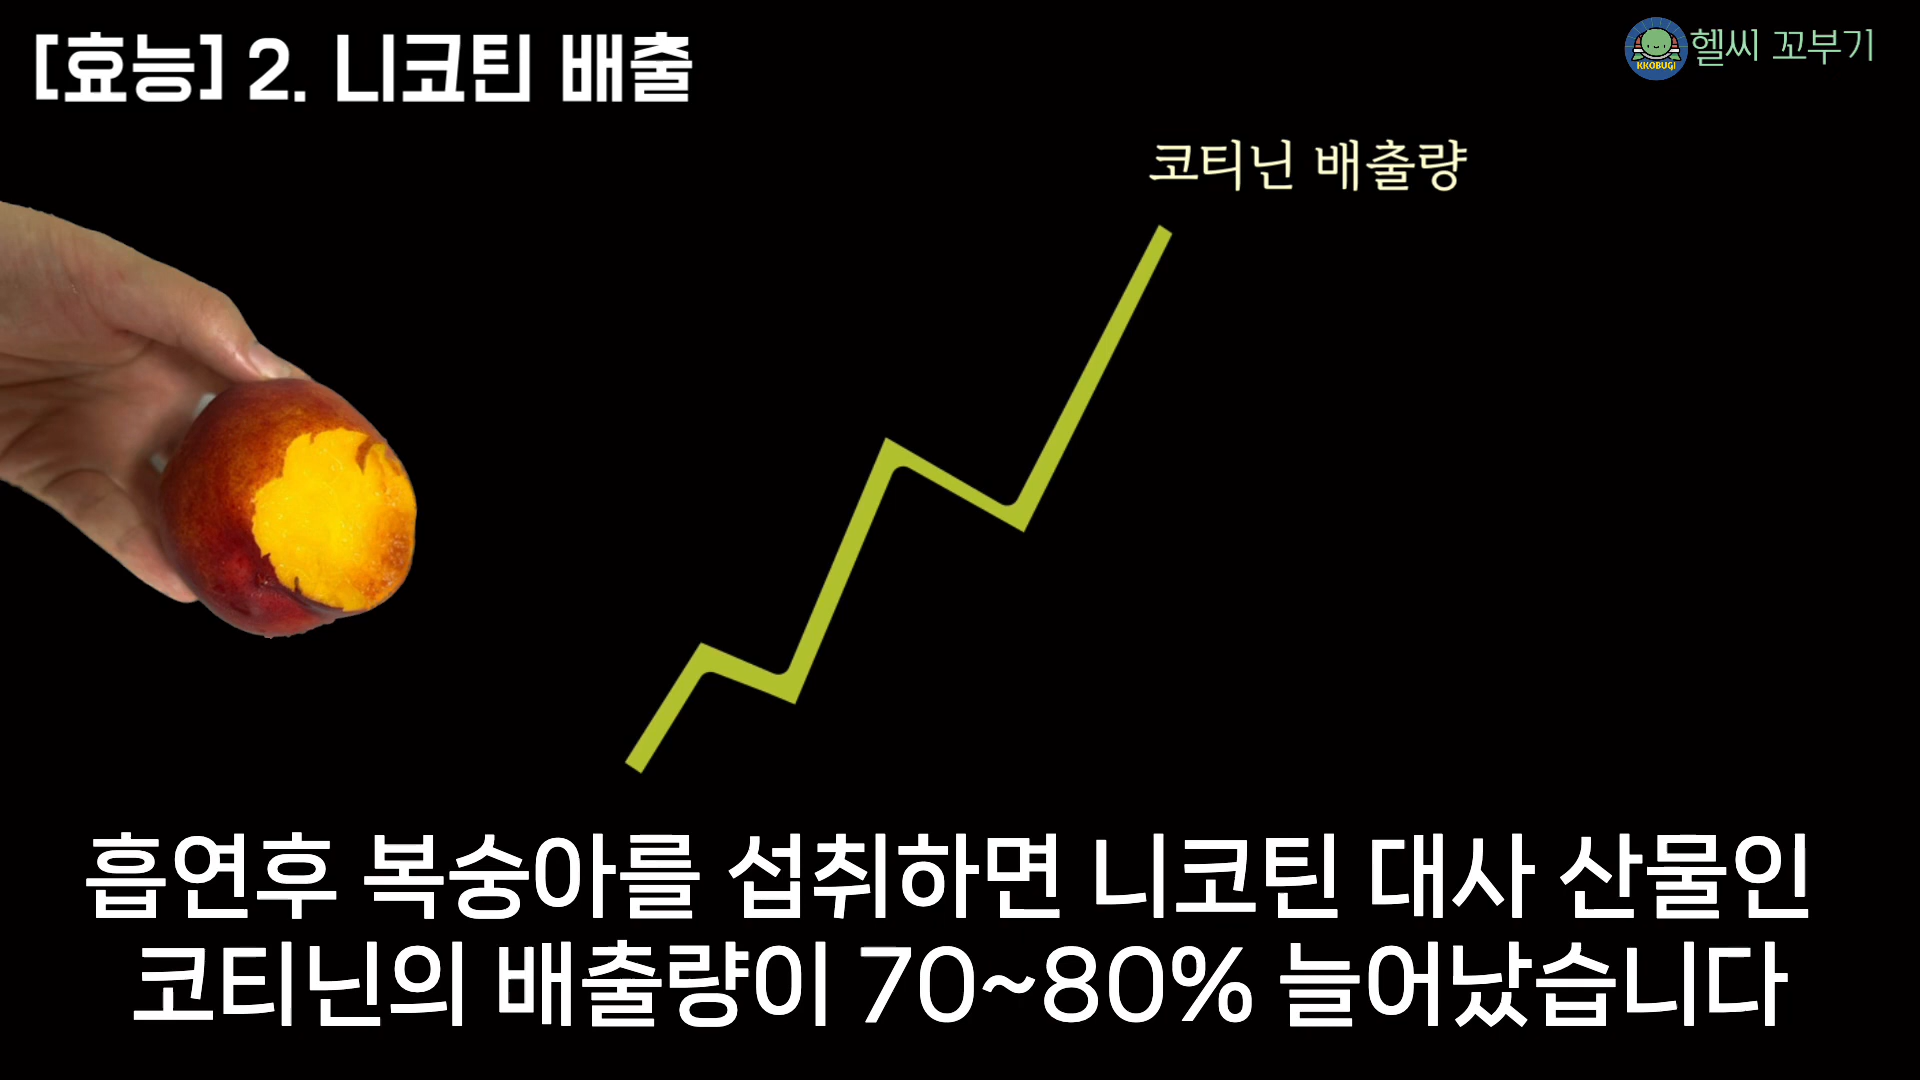 [효능] 2. 니코틴 배출
KKOBUGI
헬씨 꼬부기
코티닌 배출량
흡연후 복숭아를 섭취하면 니코틴 대사 산물인
코티닌의 배출량이 70~80% 늘어났습니다